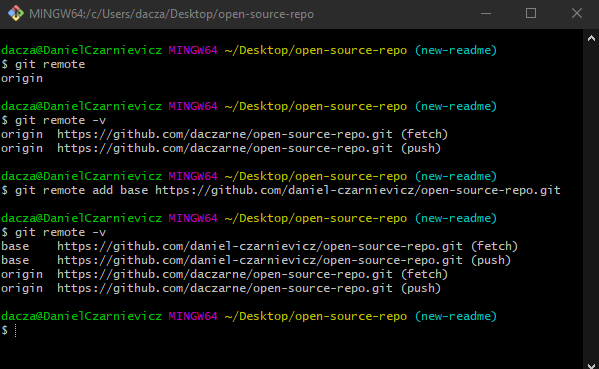 MINGW64:/c/Users/dacza/Desktop/open-source-repo
dacza@DanielCzarnievicz MINGW64 ~/Desktop/open-source-repo (new-readme)
$ git remote
origin
dacza@DanielCzarnievicz MINGW64 ~/Desktop/open-source-repo (new-readme)
$ git remote -v
origin  https://github.com/daczarne/open-source-repo.git (fetch)
origin  https://github.com/daczarne/open-source-repo.git (push)
dacza@DanielCzarnievicz MINGW64 ~/Desktop/open-source-repo (new-readme)
$ git remote add base https://github.com/daniel-czarnievicz/open-source-repo.git
dacza@DanielCzarnievicz MINGW64 ~/Desktop/open-source-repo (new-readme)
$ git remote -v
base    https://github.com/daniel-czarnievicz/open-source-repo.git (fetch)
base    https://github.com/daniel-czarnievicz/open-source-repo.git (push)
origin  https://github.com/daczarne/open-source-repo.git (fetch)
origin  https://github.com/daczarne/open-source-repo.git (push)
dacza@DanielCzarnievicz MINGW64 ~/Desktop/open-source-repo (new-readme)
$